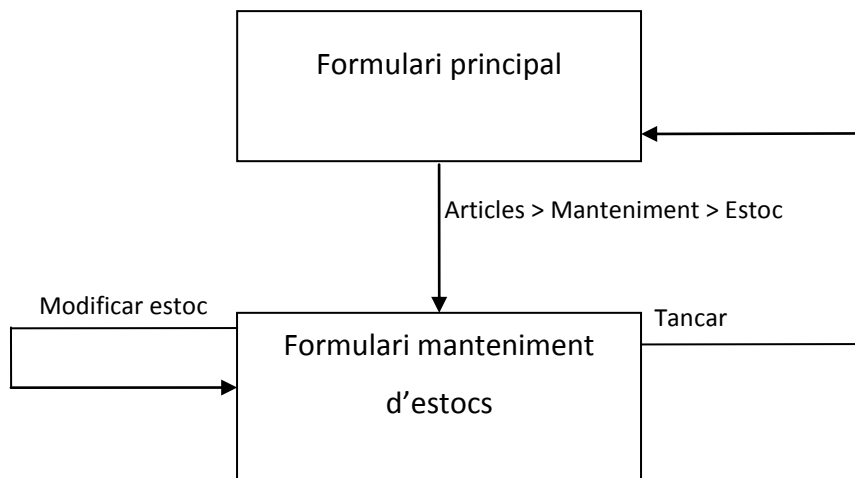 Formulari principal
Articles > Manteniment > Estoc
Modificar estoc
Tancar
Formulari manteniment
d’estocs